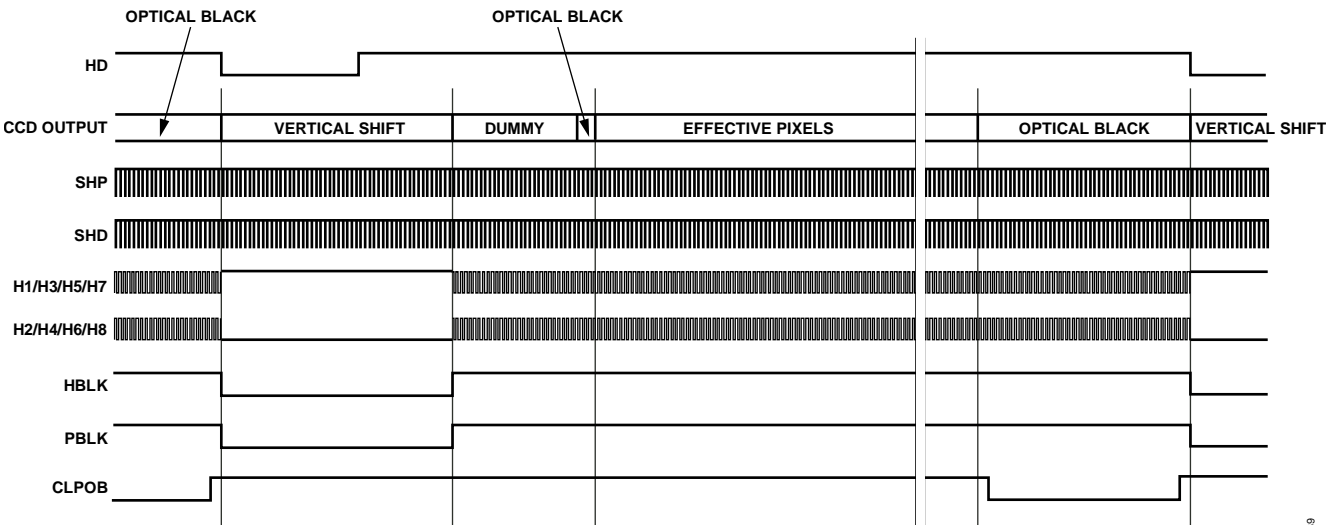 OPTICAL BLACK OPTICAL BLACK
HD
CCD OUTPUT VERTICAL SHIFT DUMMY EFFECTIVE PIXELS OPTICAL BLACK VERTICAL SHIFT
SHP
SHD
H1/H3/H5/H7
H2/H4/H6/H8
HBLK
PBLK
CLPOB